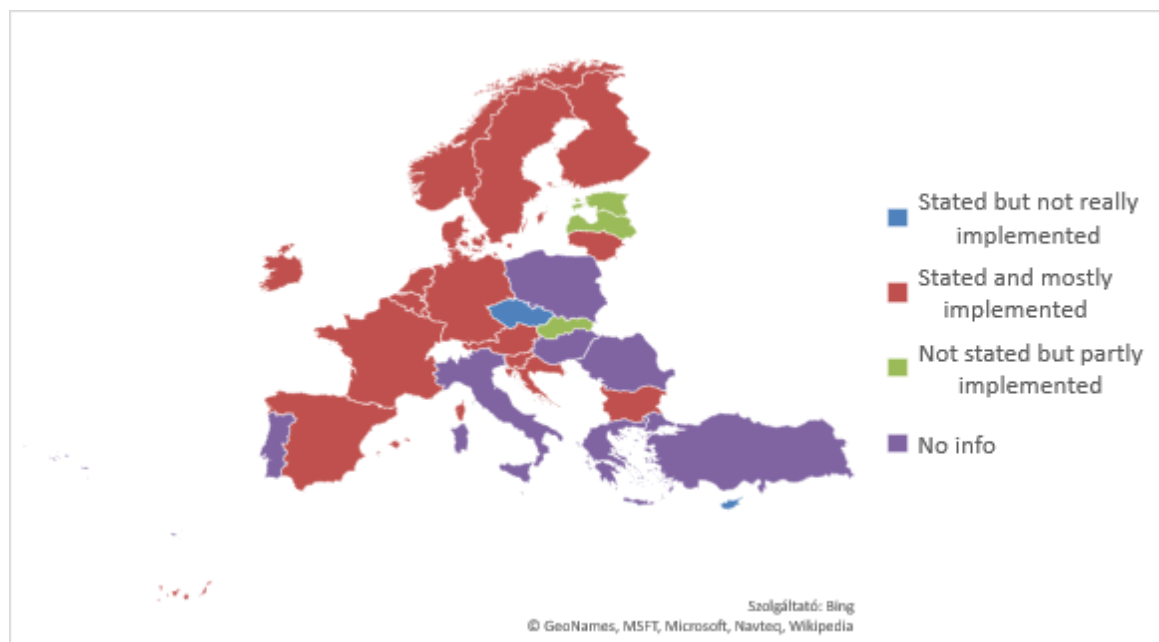 Stated but not really
implemented
Stated and mostly
implemented
Not stated but partly
implemented
No info
Szolgáltató: Bing
© GeoNames, MSFT, Microsoft, Navteq, Wikipedia